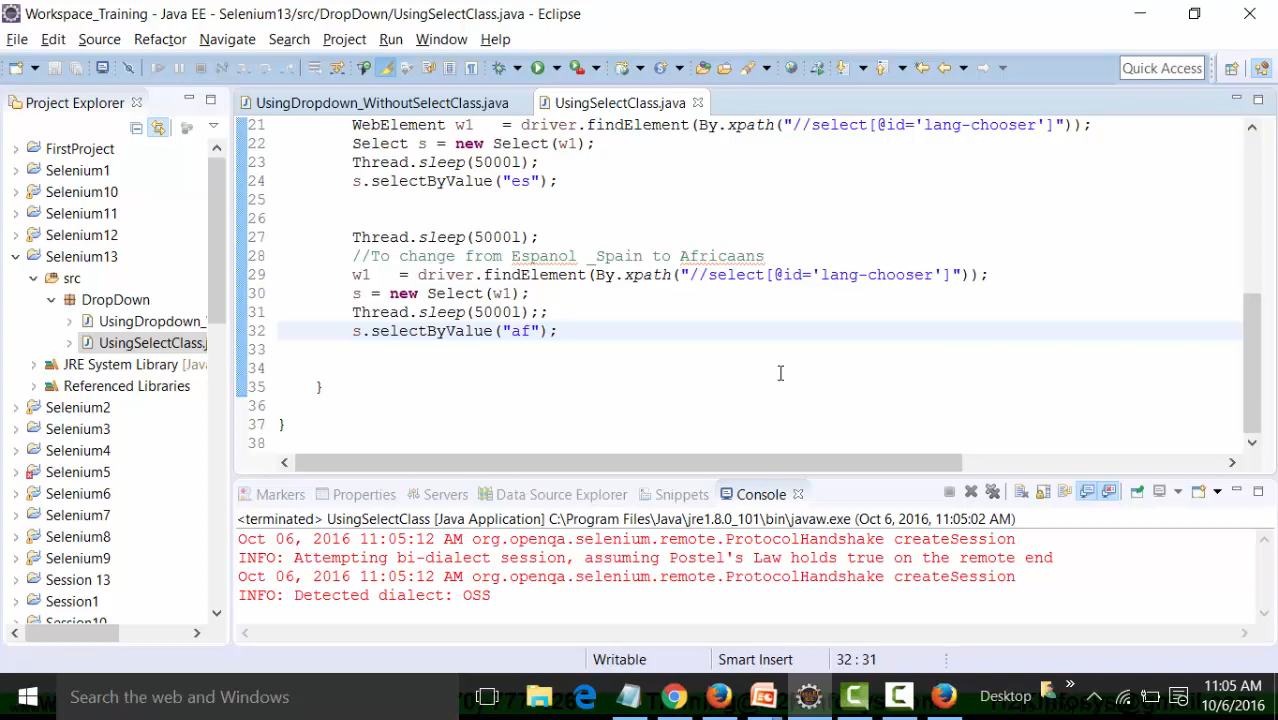 Workspace_Training - Java EE - Selenium13/src/DropDown/UsingSelectClass.java - Eclipse
File Edit Source Refactor Navigate Search Project Run Window Help
Quick Access
Project Explorer
UsingDropdown_WithoutSelectClass.java
UsingSelectClass.java
FirstProject
Selenium1
Selenium10
Selenium11
Selenium12
Selenium13
src
DropDown
UsingDropdown_
UsingSelectClass.j
JRE System Library [Jav
Referenced Libraries
Selenium2
Selenium3
Selenium4
Selenium5
Selenium6
Selenium7
Selenium8
Selenium9
Session 13
Session1
Session10
21 WebElement w1 = driver.findElement(By.xpath("//select[@id='lang-chooser']"));
22 Select s = new Select(w1);
23 Thread.sleep(5000l);
24 s.selectByValue("es");
25
26
27 Thread.sleep(5000l);
28 //To change from Espanol _Spain to Africaans
29 w1 = driver.findElement(By.xpath("//select[@id='lang-chooser']"));
30 s = new Select(w1);
31 Thread.sleep(5000l);;
32 s.selectByValue("af");
33
34
35 }
36
37 }
38
Markers Properties Servers Data Source Explorer Snippets Console
<terminated> UsingSelectClass [Java Application] C:\Program Files\Java\jre1.8.0_101\bin\javaw.exe (Oct 6, 2016, 11:05:02 AM)
Oct 06, 2016 11:05:12 AM org.openqa.selenium.remote.ProtocolHandshake createSession
INFO: Attempting bi-dialect session, assuming Postel's Law holds true on the remote end
Oct 06, 2016 11:05:12 AM org.openqa.selenium.remote.ProtocolHandshake createSession
INFO: Detected dialect: OSS
Writable Smart Insert 32 : 31
Search the web and Windows
Desktop
11:05 AM
10/6/2016